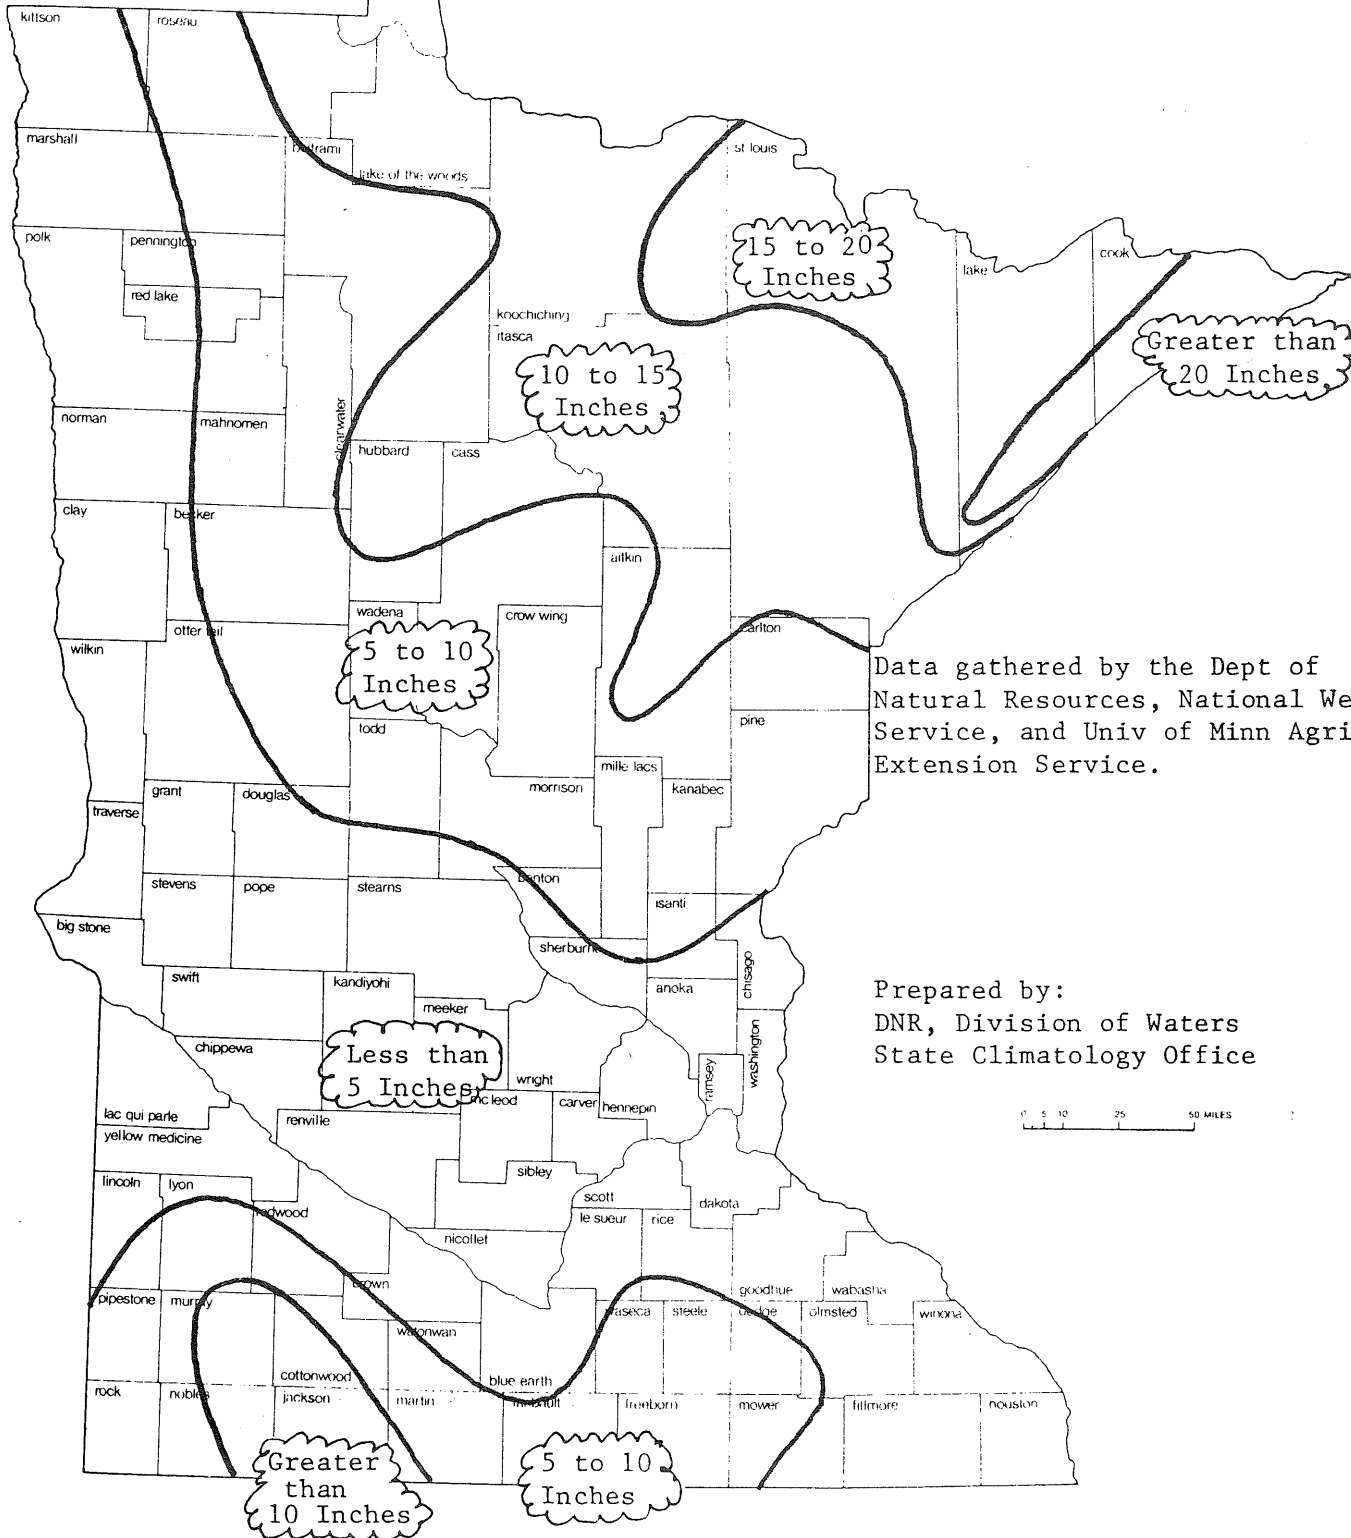 kittson
roseau
marshall
beltrami
lake of the woods
st louis
polk
pennington
15 to 20
Inches
cook
lake
red lake
koochiching
itasca
Greater than
20 Inches
10 to 15
Inches
clearwater
norman
mahnomen
hubbard
cass
clay
becker
aitkin
wadena
crow wing
carlton
otter tail
wilkin
5 to 10
Inches
Data gathered by the Dept of
Natural Resources, National We
Service, and Univ of Minn Agri
Extension Service.
pine
todd
mille lacs
morrison
kanabec
grant
douglas
traverse
stevens
pope
stearns
benton
isanti
big stone
sherburne
chisago
swift
kandiyohi
anoka
meeker
Prepared by:
DNR, Division of Waters
State Climatology Office
chippewa
Less than
5 Inches
washington
ramsey
wright
mc leod
carver
hennepin
lac qui parle
renville
0 5 10 25 50 MILES
yellow medicine
sibley
lincoln
lyon
scott
dakota
redwood
le sueur
rice
nicollet
brown
goodhue
wabasha
pipestone
murray
waseca
steele
dodge
olmsted
winona
watonwan
cottonwood
blue earth
rock
nobles
jackson
martin
faribault
freeborn
mower
fillmore
houston
Greater
than
10 Inches
5 to 10
Inches